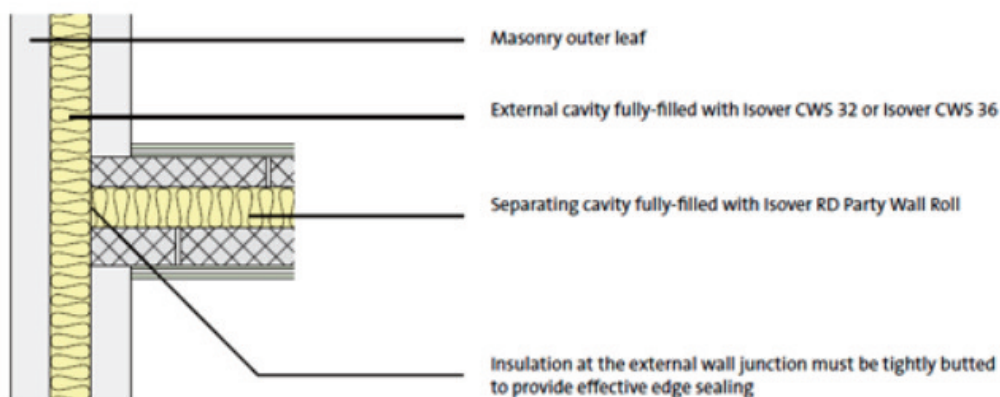 Masonry outer leaf
External cavity fully-filled with Isover CWS 32 or Isover CWS 36
Separating cavity fully-filled with Isover RD Party Wall Roll
Insulation at the external wall junction must be tightly butted
to provide effective edge sealing